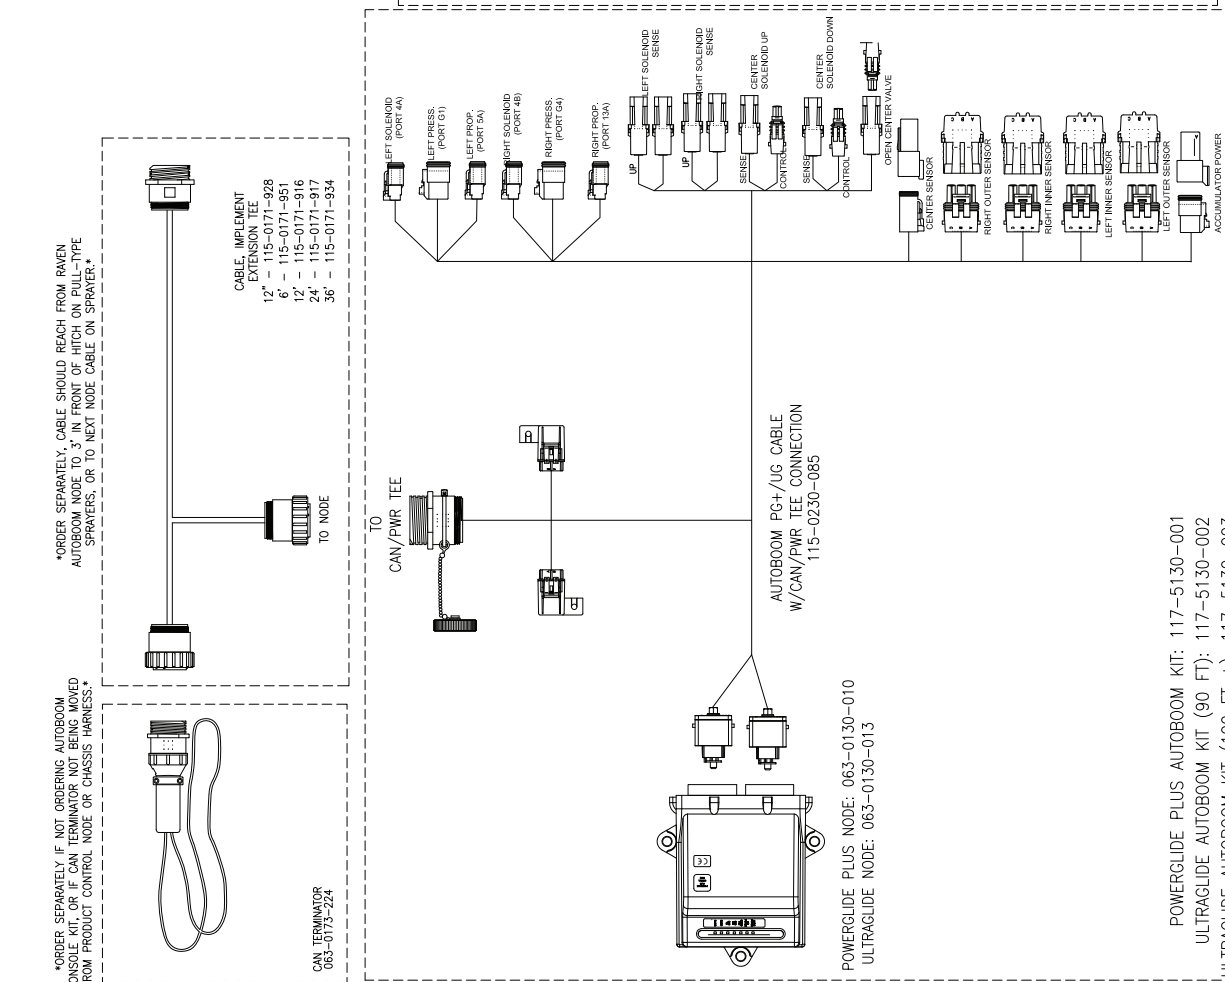 *ORDER SEPARATELY, CABLE SHOULD REACH FROM RAVEN
AUTOBOOM NODE TO 3' IN FRONT OF HITCH ON PULL-TYPE
SPRAYERS, OR TO NEXT NODE CABLE ON SPRAYER.*
CABLE, IMPLEMENT
EXTENSION TEE
12" - 115-0171-928
6' - 115-0171-951
12' - 115-0171-916
24' - 115-0171-917
36' - 115-0171-934
TO NODE
*ORDER SEPARATELY IF NOT ORDERING AUTOBOOM
ONSOLE KIT, OR IF CAN TERMINATOR NOT BEING MOVED
ROM PRODUCT CONTROL NODE OR CHASSIS HARNESS.*
CAN TERMINATOR
063-0173-224
LEFT SOLENOID
(PORT 4A)
LEFT PRESS.
(PORT G1)
LEFT PROP.
(PORT 5A)
RIGHT SOLENOID
(PORT 4B)
RIGHT PRESS.
(PORT G4)
RIGHT PROP.
(PORT 13A)
LEFT SOLENOID
SENSE
UP
RIGHT SOLENOID
SENSE
UP
CENTER
SOLENOID UP
SENSE
CONTROL
CENTER
SOLENOID DOWN
SENSE
CONTROL
OPEN CENTER VALVE
CENTER SENSOR
RIGHT OUTER SENSOR
RIGHT INNER SENSOR
LEFT INNER SENSOR
LEFT OUTER SENSOR
ACCUMULATOR POWER
TO
CAN/PWR TEE
AUTOBOOM PG+/UG CABLE
W/CAN/PWR TEE CONNECTION
115-0230-085
POWERGLIDE PLUS NODE: 063-0130-010
ULTRAGLIDE NODE: 063-0130-013
POWERGLIDE PLUS AUTOBOOM KIT: 117-5130-001
ULTRAGLIDE AUTOBOOM KIT (90 FT): 117-5130-002